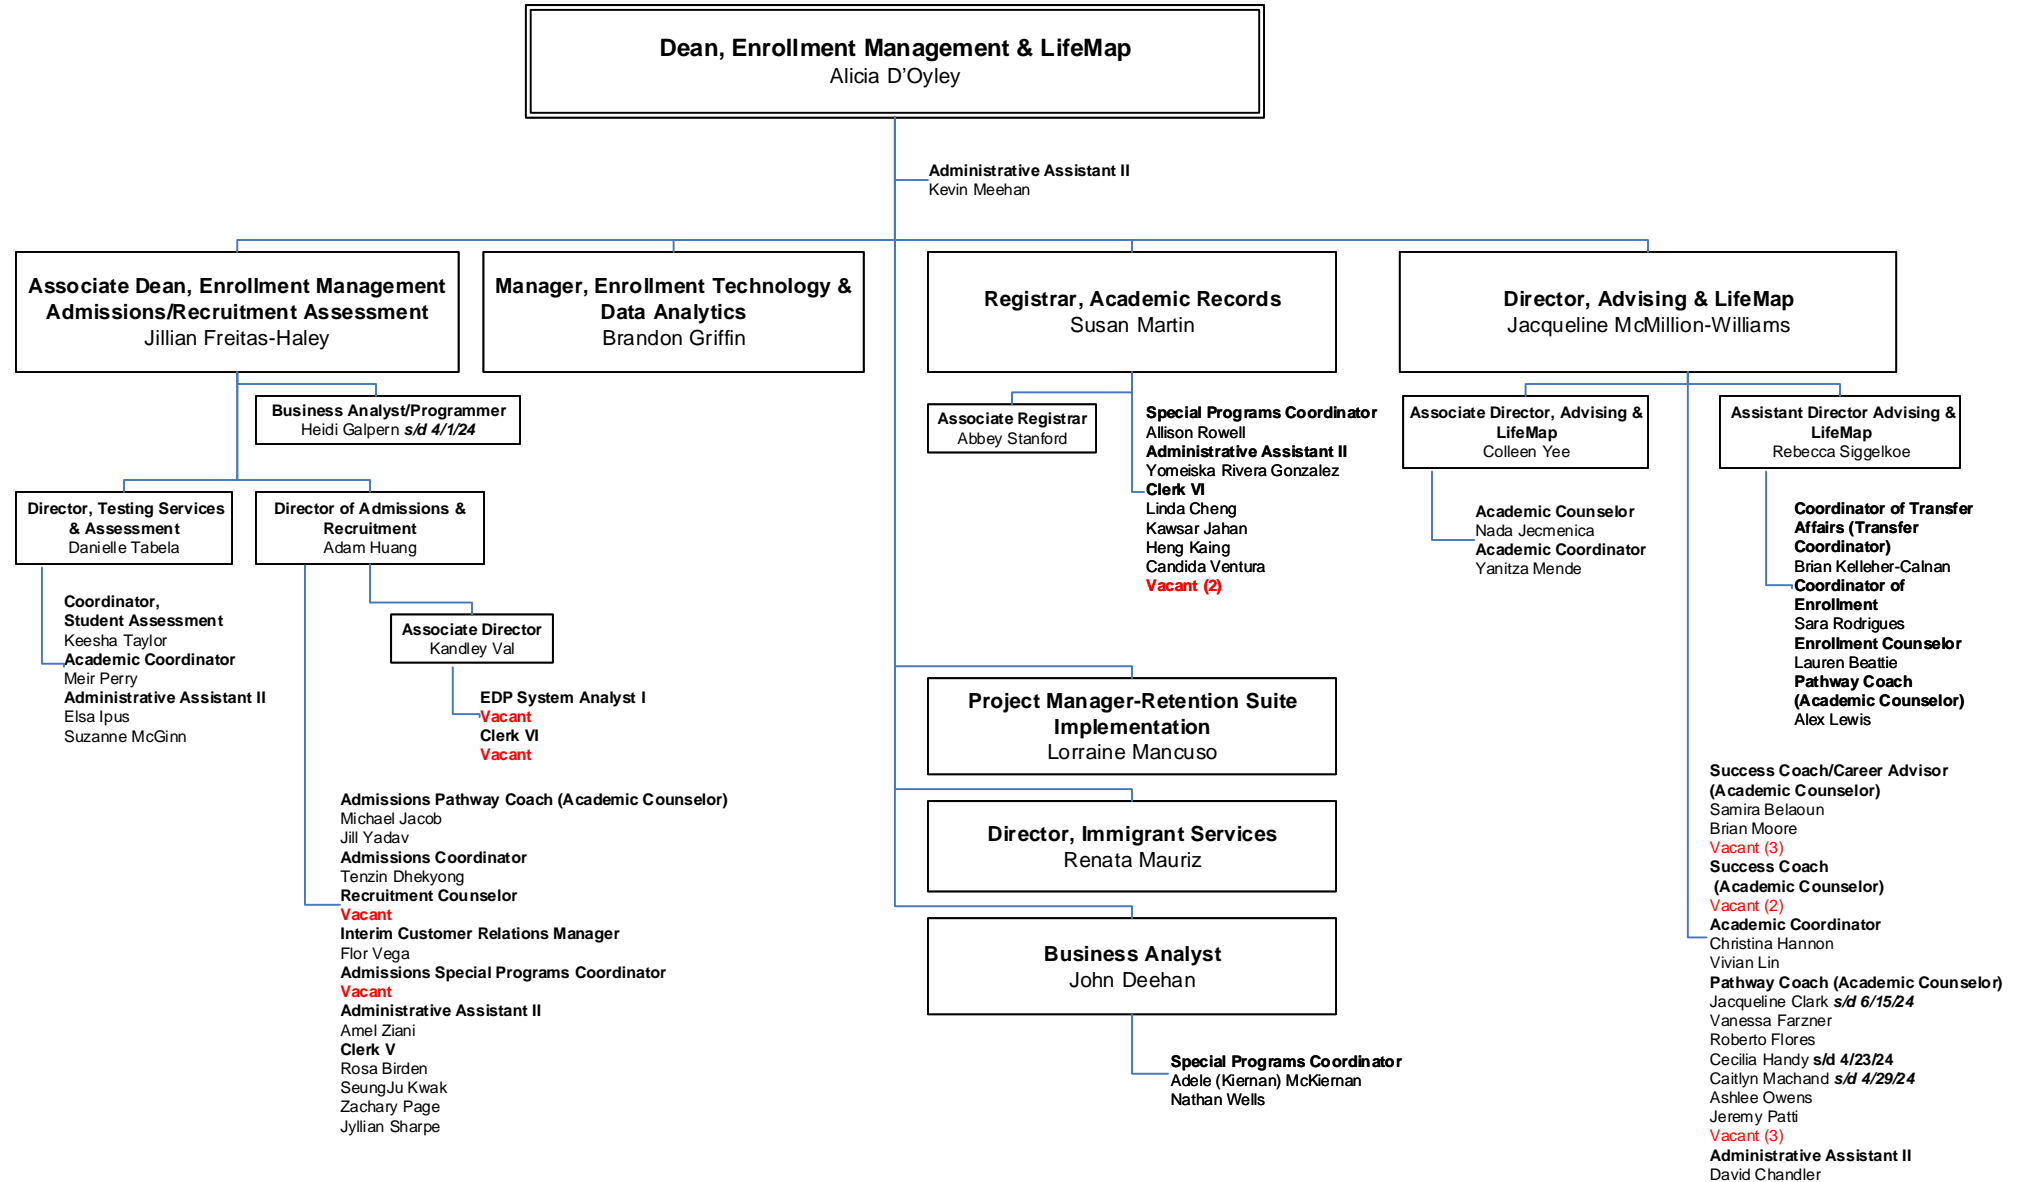 Dean, Enrollment Management & LifeMap
Alicia D’Oyley
Administrative Assistant II
Kevin Meehan
Associate Dean, Enrollment Management
Admissions/Recruitment Assessment
Jillian Freitas-Haley
Manager, Enrollment Technology &
Data Analytics
Brandon Griffin
Registrar, Academic Records
Susan Martin
Director, Advising & LifeMap
Jacqueline McMillion-Williams
Business Analyst/Programmer
Heidi Galpern s/d 4/1/24
Director, Testing Services
& Assessment
Danielle Tabela
Coordinator,
Student Assessment
Keesha Taylor
Academic Coordinator
Meir Perry
Administrative Assistant II
Elsa Ipus
Suzanne McGinn
Director of Admissions &
Recruitment
Adam Huang
Associate Director
Kandley Val
EDP System Analyst I
Vacant
Clerk VI
Vacant
Admissions Pathway Coach (Academic Counselor)
Michael Jacob
Jill Yadav
Admissions Coordinator
Tenzin Dhekyong
Recruitment Counselor
Vacant
Interim Customer Relations Manager
Flor Vega
Admissions Special Programs Coordinator
Vacant
Administrative Assistant II
Amel Ziani
Clerk V
Rosa Birden
SeungJu Kwak
Zachary Page
Jyllian Sharpe
Associate Registrar
Abbey Stanford
Special Programs Coordinator
Allison Rowell
Administrative Assistant II
Yomeiska Rivera Gonzalez
Clerk VI
Linda Cheng
Kawsar Jahan
Heng Kaing
Candida Ventura
Vacant (2)
Project Manager-Retention Suite
Implementation
Lorraine Mancuso
Director, Immigrant Services
Renata Mauriz
Business Analyst
John Deehan
Special Programs Coordinator
Adele (Kiernan) McKiernan
Nathan Wells
Associate Director, Advising &
LifeMap
Colleen Yee
Academic Counselor
Nada Jecmenica
Academic Coordinator
Yanitza Mende
Assistant Director Advising &
LifeMap
Rebecca Siggelkoe
Coordinator of Transfer
Affairs (Transfer
Coordinator)
Brian Kelleher-Calnan
Coordinator of
Enrollment
Sara Rodrigues
Enrollment Counselor
Lauren Beattie
Pathway Coach
(Academic Counselor)
Alex Lewis
Success Coach/Career Advisor
(Academic Counselor)
Samira Belaoun
Brian Moore
Vacant (3)
Success Coach
(Academic Counselor)
Vacant (2)
Academic Coordinator
Christina Hannon
Vivian Lin
Pathway Coach (Academic Counselor)
Jacqueline Clark s/d 6/15/24
Vanessa Farzner
Roberto Flores
Cecilia Handy s/d 4/23/24
Caitlyn Machand s/d 4/29/24
Ashlee Owens
Jeremy Patti
Vacant (3)
Administrative Assistant II
David Chandler